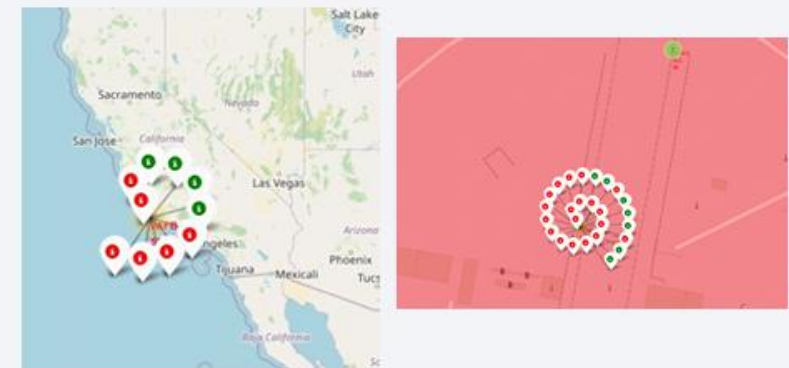 Salt Lake
City
Utah
Sacramento
Nevada
San Jose
California
Las Vegas
Arizona
Phoenix
Tijuana
Mexicali
Baja California